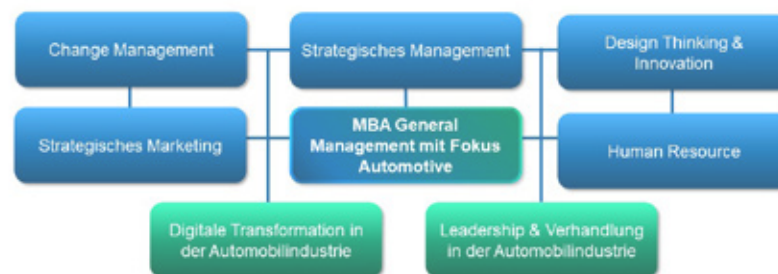 Change Management
Strategisches Management
Design Thinking &
Innovation
Strategisches Marketing
MBA General
Management mit Fokus
Automotive
Human Resource
Digitale Transformation in
der Automobilindustrie
Leadership & Verhandlung
in der Automobilindustrie